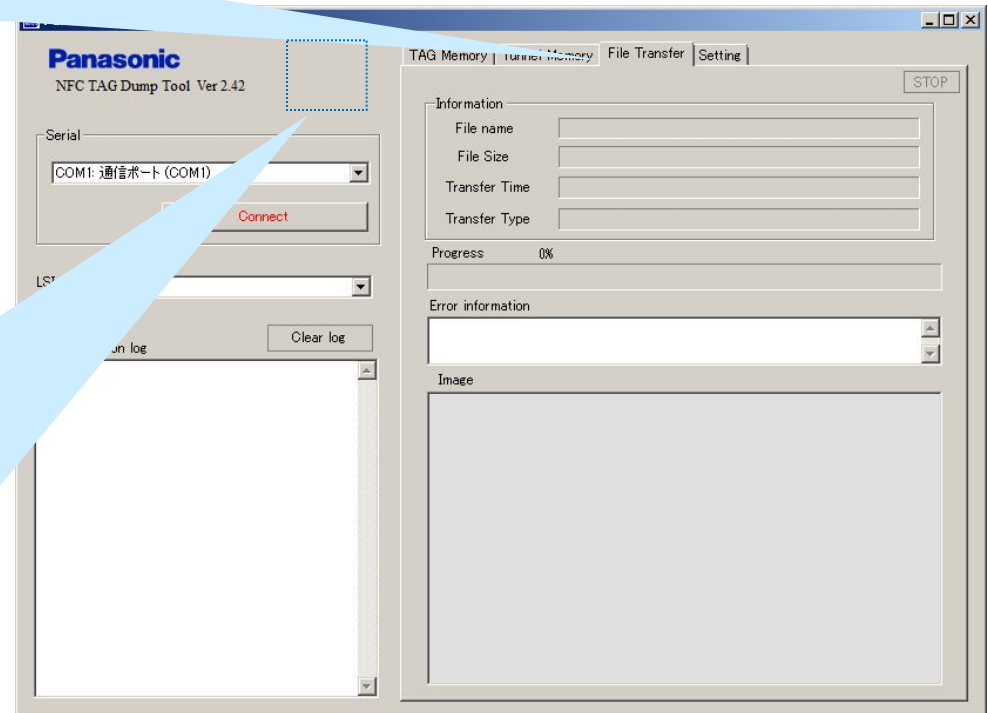 Panasonic
NFC TAG Dump Tool Ver 2.42
Serial
COM1: 通信ポート (COM1)
Connect
Clear log
log
TAG Memory
Tunnel Memory
File Transfer
Setting
STOP
Information
File name
File Size
Transfer Time
Transfer Type
Progress 0%
Error information
Image